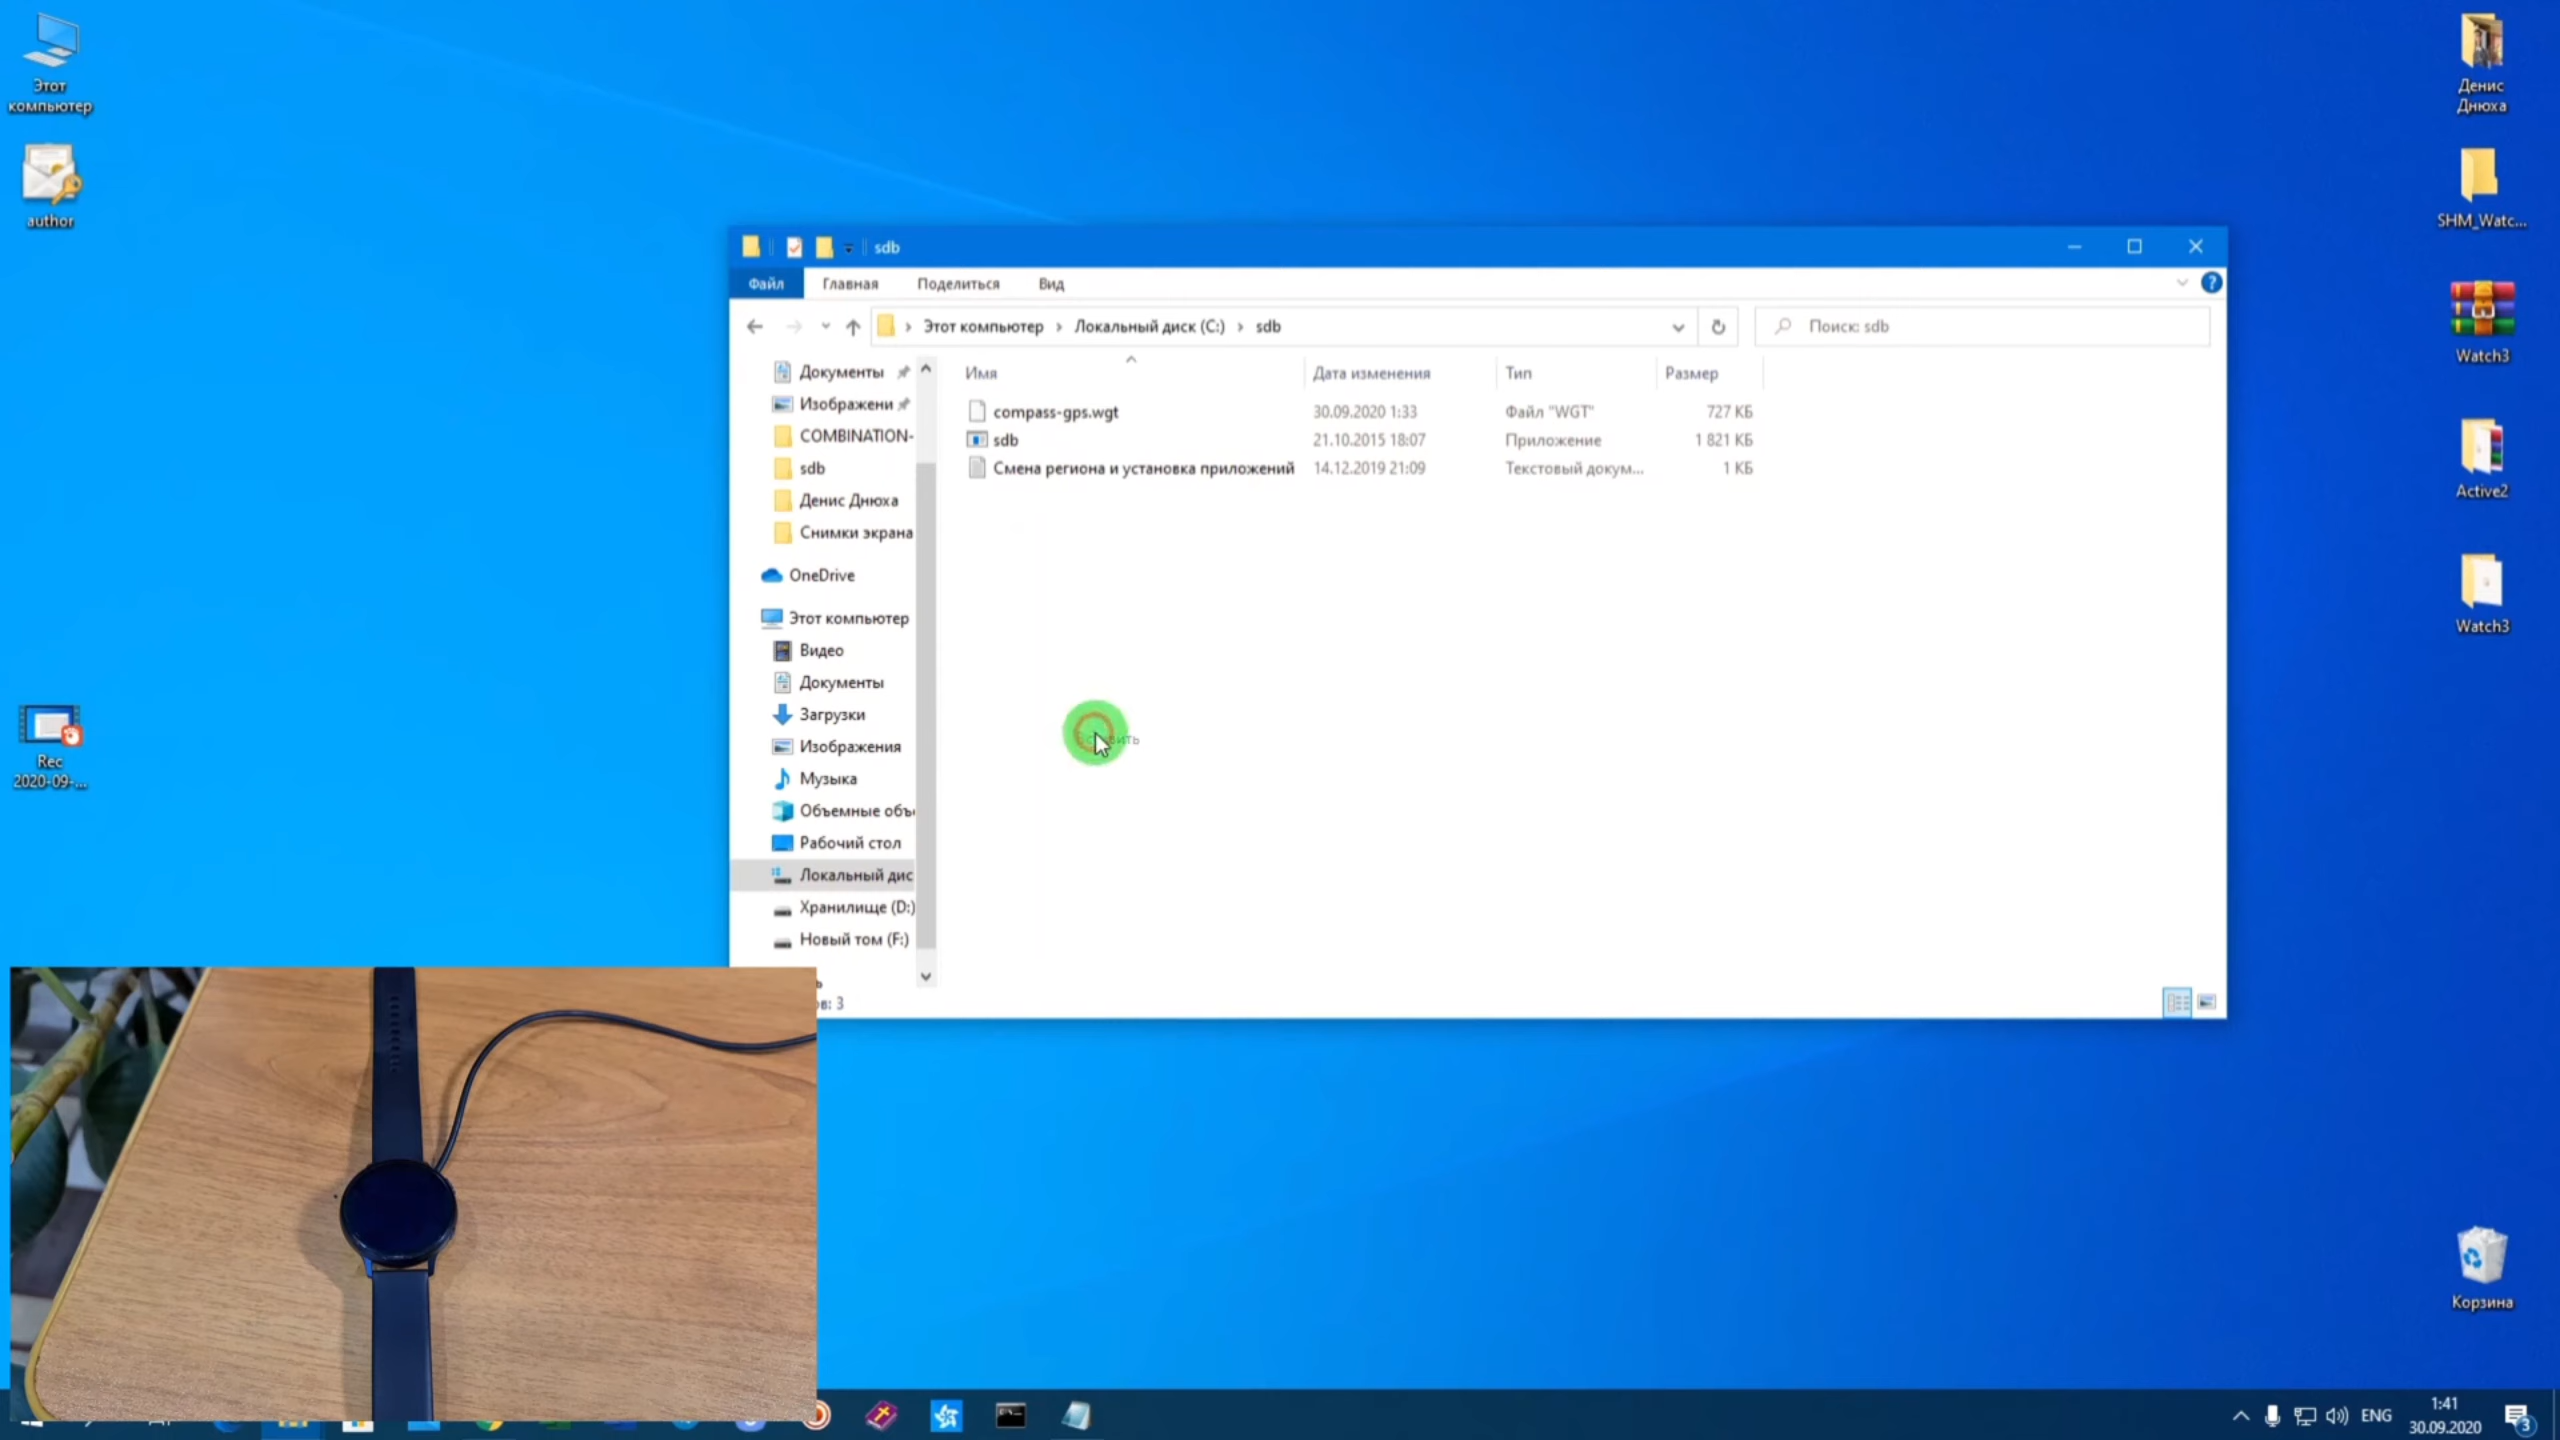 Этот
компьютер
author
Rec
2020-09-...
sdb
Файл
Главная
Поделиться
Вид
Этот компьютер
Локальный диск (C:)
sdb
Поиск: sdb
Документы
Изображени
COMBINATION-
sdb
Денис Днюха
Снимки экрана
OneDrive
Этот компьютер
Видео
Документы
Загрузки
Изображения
Музыка
Объемные объ
Рабочий стол
Локальный дис
Хранилище (D:)
Новый том (F:)
Имя
Дата изменения
Тип
Размер
compass-gps.wgt 30.09.2020 1:33 Файл "WGT" 727 КБ
sdb 21.10.2015 18:07 Приложение 1 821 КБ
Смена региона и установка приложений 14.12.2019 21:09 Текстовый докум... 1 КБ
в: 3
Денис
Днюха
SHM_Watc...
Watch3
Active2
Watch3
Корзина
ENG
1:41
30.09.2020
3